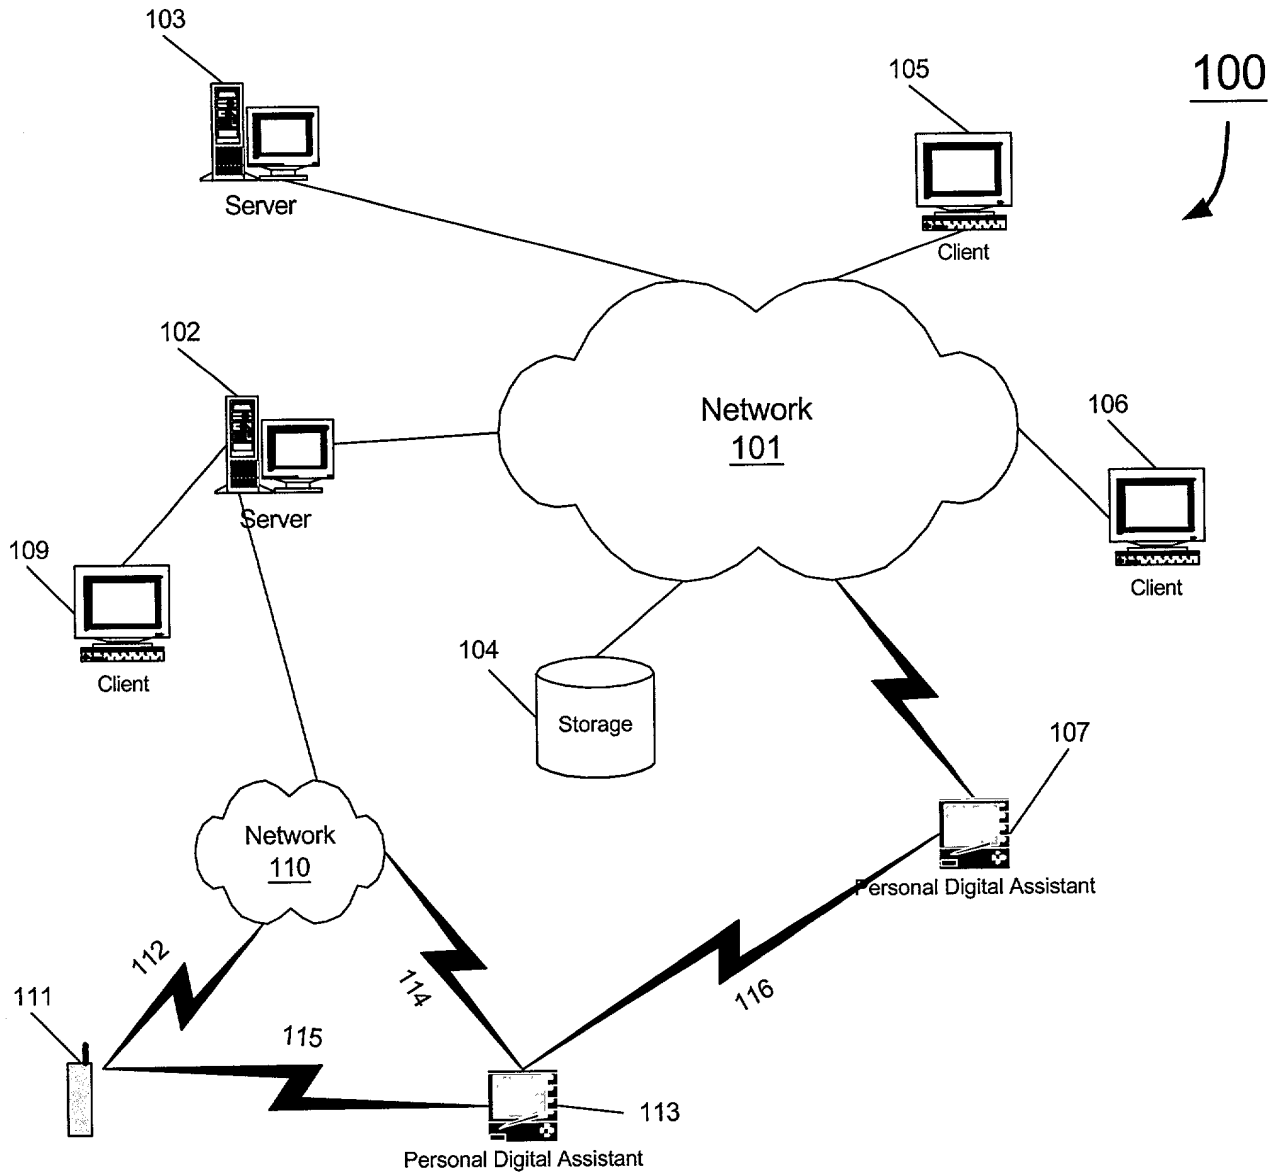 103
105
100
Server
Client
102
Network
101
106
Server
109
Client
Client
104
Storage
107
Network
110
Personal Digital Assistant
112
114
116
111
115
113
Personal Digital Assistant